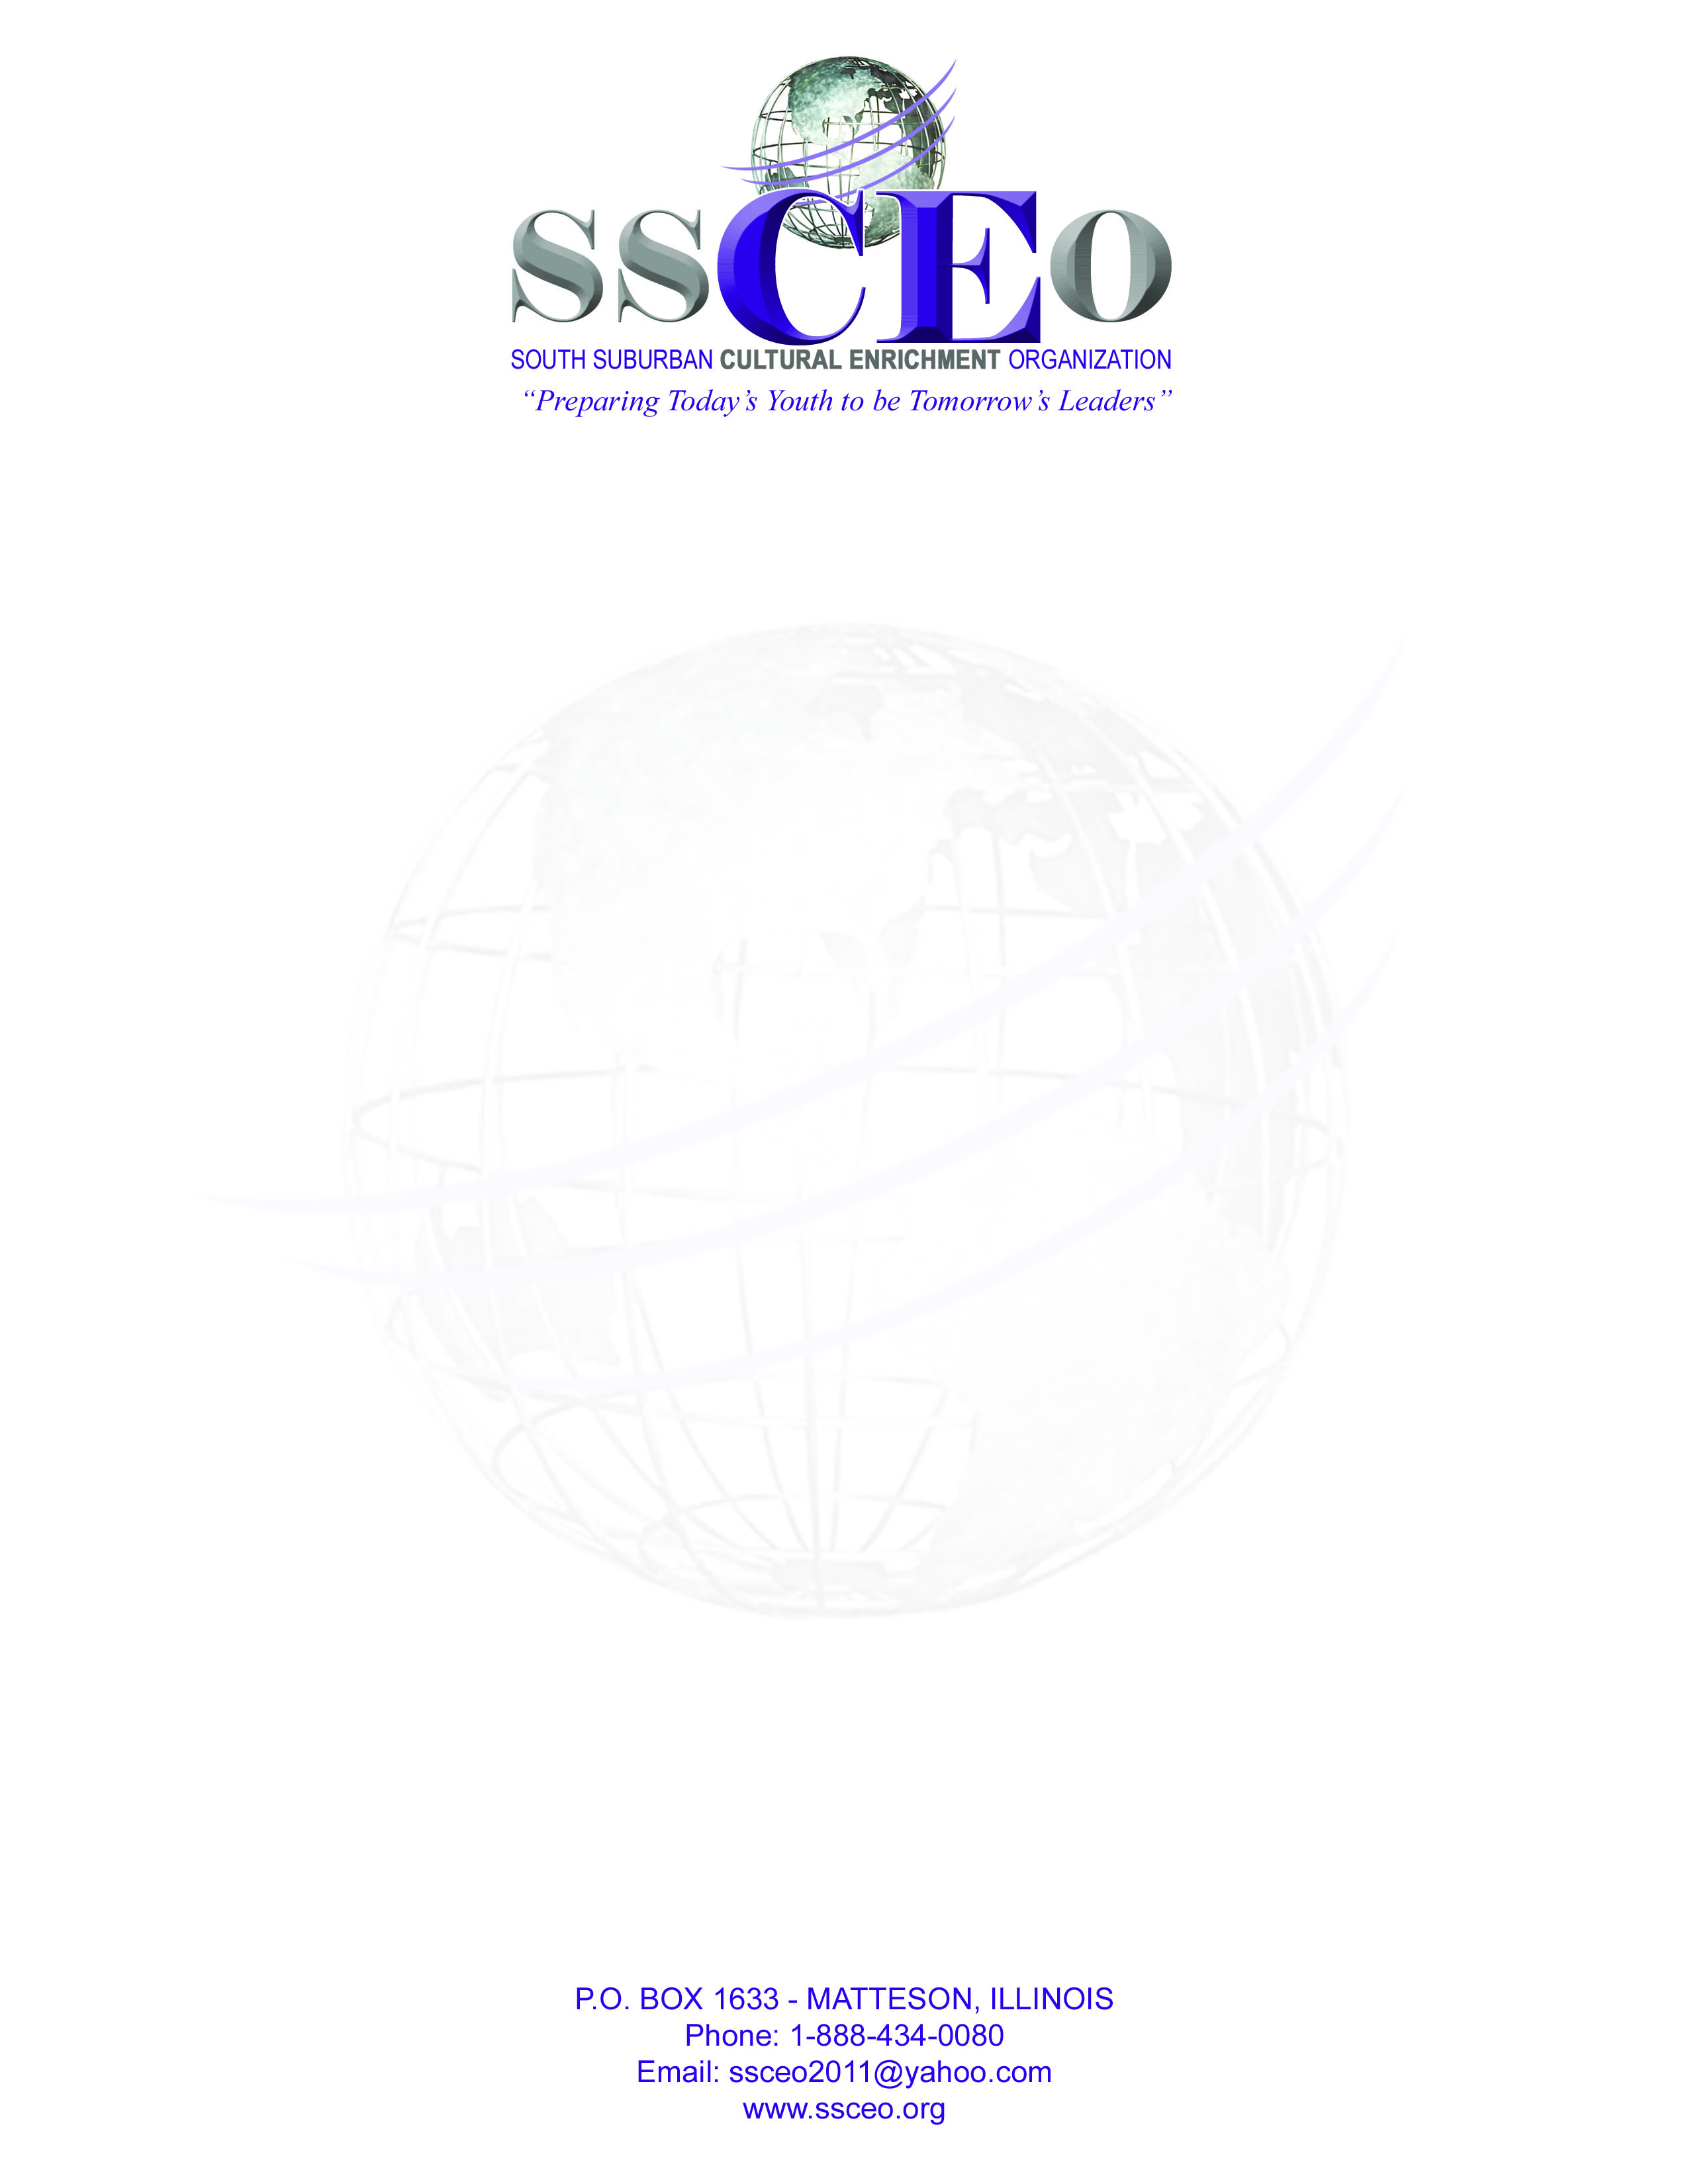 SSCEO
SOUTH SUBURBAN CULTURAL ENRICHMENT ORGANIZATION
“Preparing Today’s Youth to be Tomorrow’s Leaders”
P.O. BOX 1633 - MATTESON, ILLINOIS
Phone: 1-888-434-0080
Email: ssceo2011@yahoo.com
www.ssceo.org